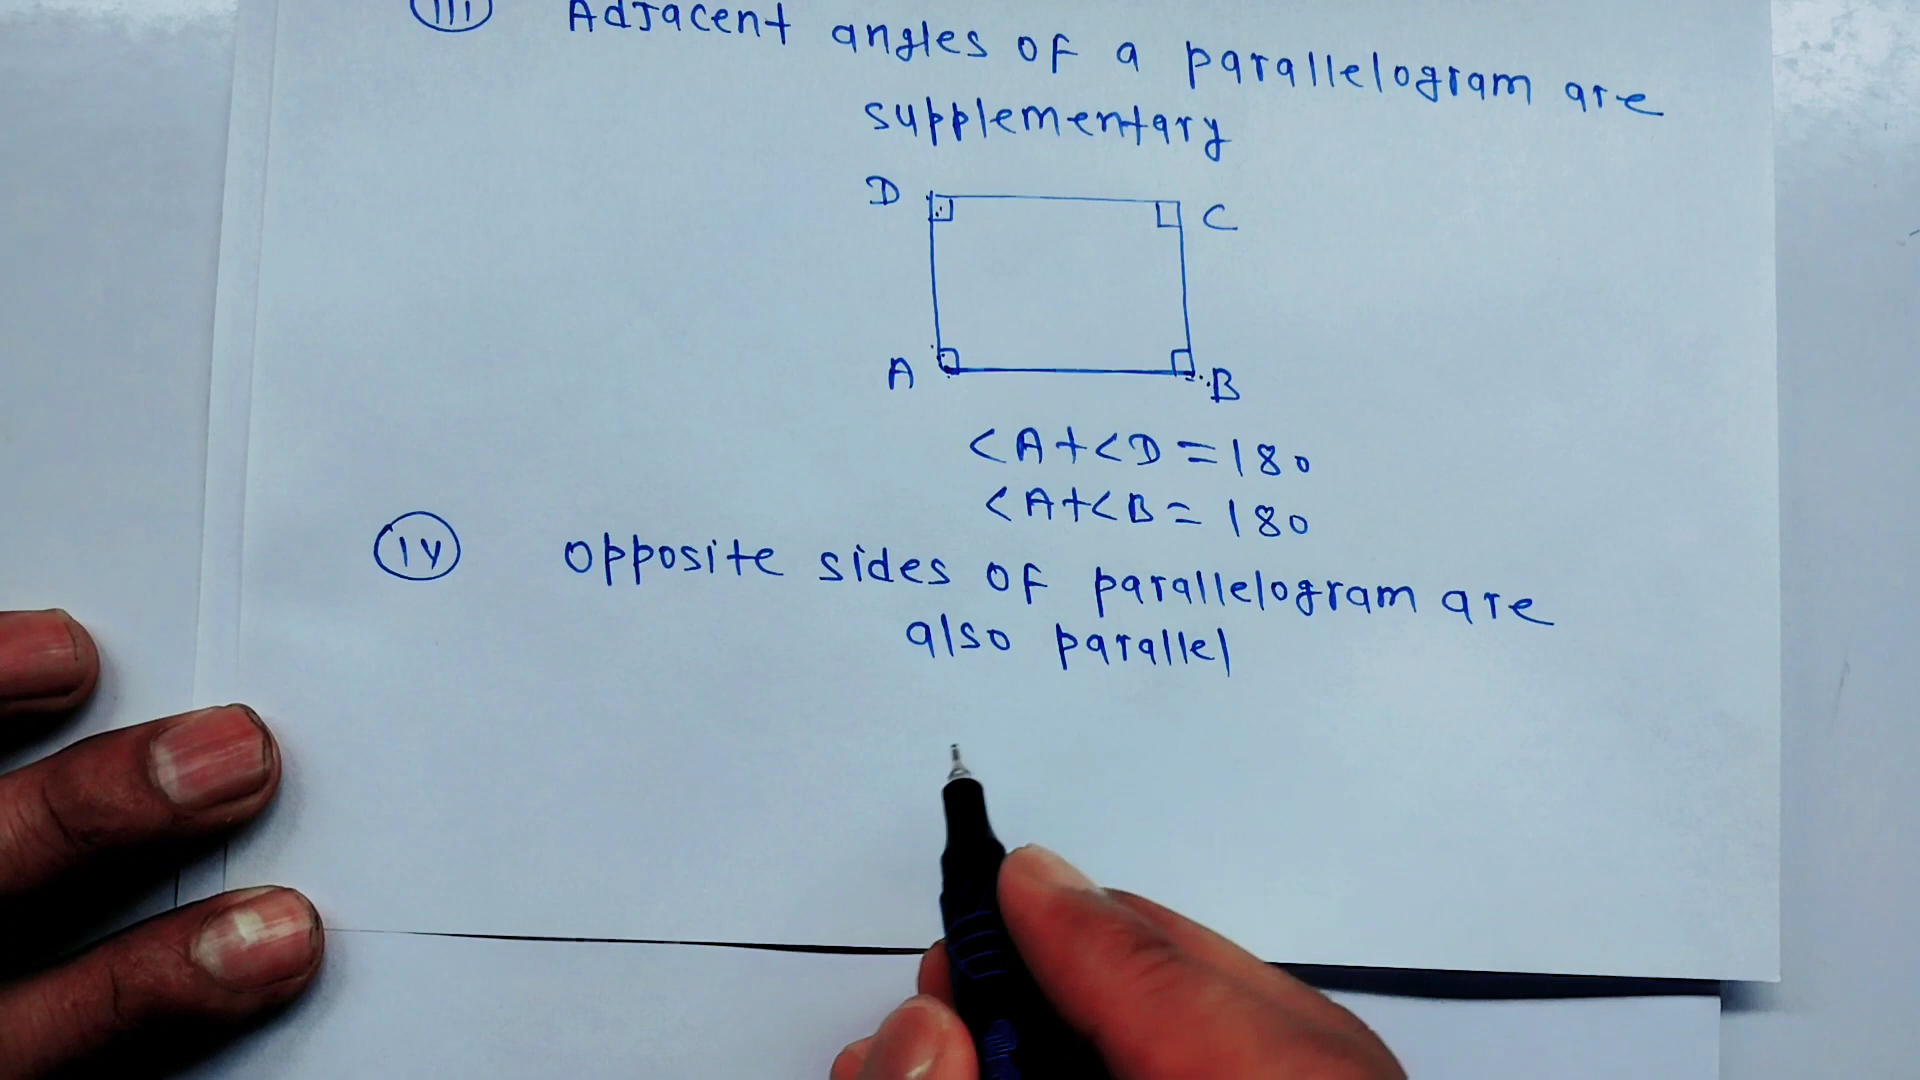 (iii) Adjacent angles of a parallelogram are
supplementary
D C
A B
<A+<D=180
<A+<B=180
(iv) opposite sides of parallelogram are
also parallel